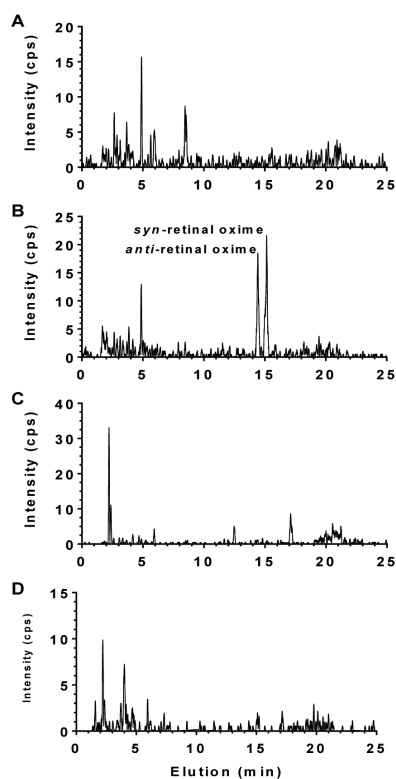 A
Intensity (cps)
20
15
10
5
0
0 5 10 15 20 25
B
Intensity (cps)
25
20
15
10
5
0
syn-retinal oxime
anti-retinal oxime
0 5 10 15 20 25
C
Intensity (cps)
40
30
20
10
0
0 5 10 15 20 25
D
Intensity (cps)
15
10
5
0
0 5 10 15 20 25
Elution (min)